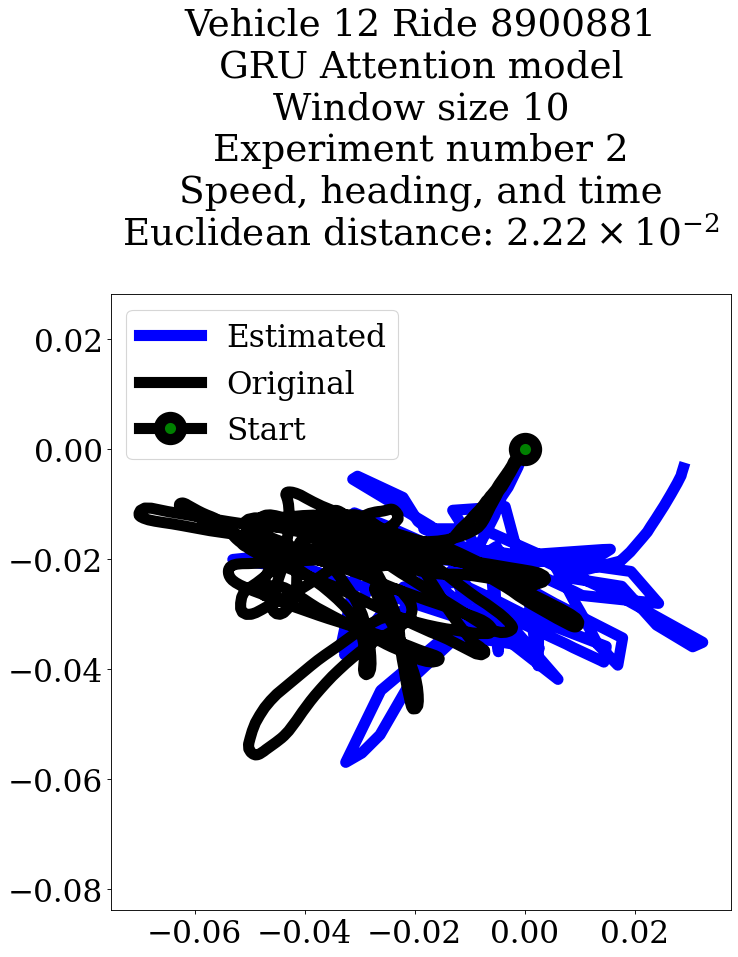 Vehicle 12 Ride 8900881
GRU Attention model
Window size 10
Experiment number 2
Speed, heading, and time
Euclidean distance: 2.22 × 10⁻²
Estimated
Original
Start
0.02
0.00
−0.02
−0.04
−0.06
−0.08
−0.06 −0.04 −0.02 0.00 0.02